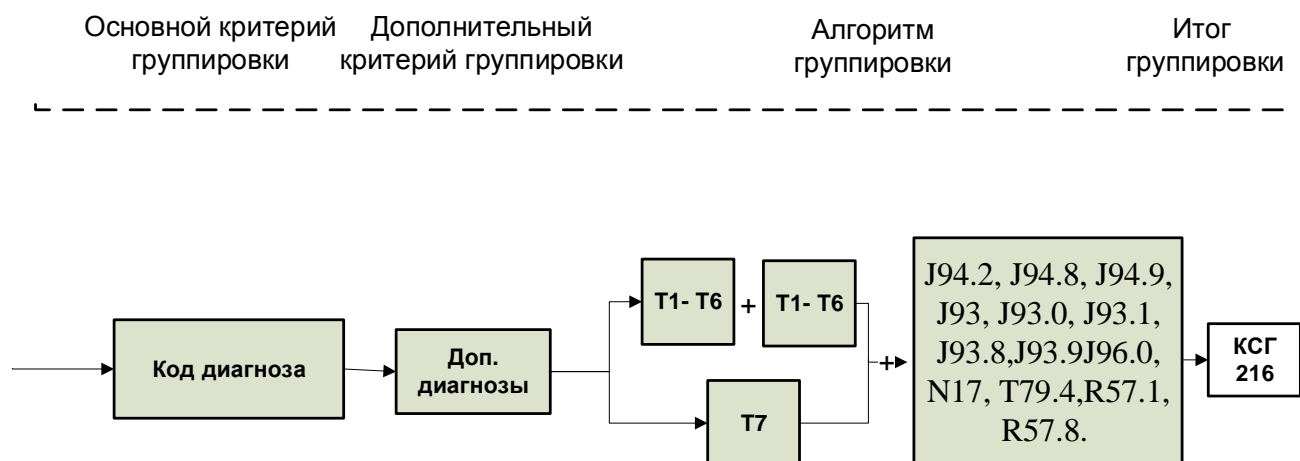 Основной критерий
группировки
Дополнительный
критерий группировки
Алгоритм
группировки
Итог
группировки
Код диагноза
Доп.
диагнозы
T1- T6
+
T1- T6
T7
+
J94.2, J94.8, J94.9,
J93, J93.0, J93.1,
J93.8,J93.9J96.0,
N17, T79.4,R57.1,
R57.8.
КСГ
216